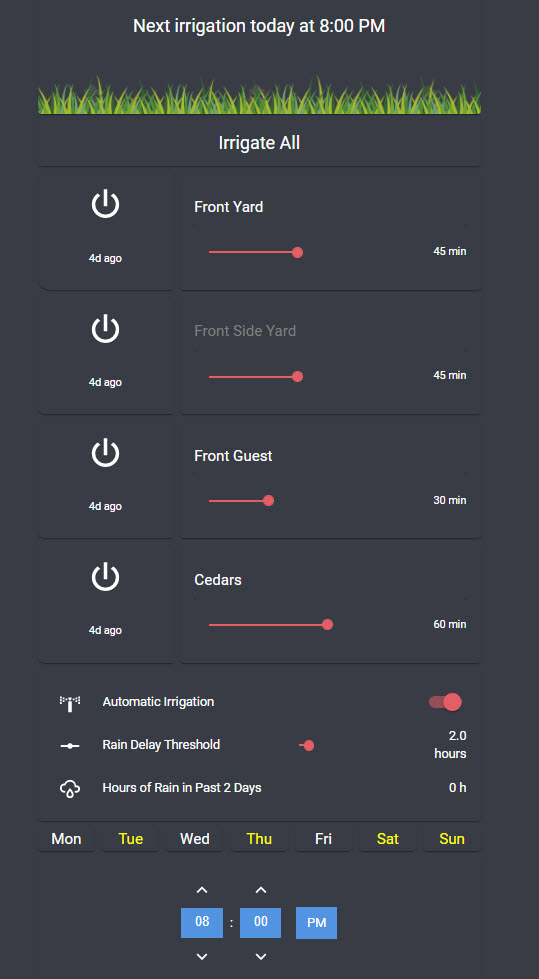 Next irrigation today at 8:00 PM
Irrigate All
Front Yard
4d ago
45 min
Front Side Yard
4d ago
45 min
Front Guest
4d ago
30 min
Cedars
4d ago
60 min
Automatic Irrigation
Rain Delay Threshold
2.0
hours
Hours of Rain in Past 2 Days
0 h
Mon Tue Wed Thu Fri Sat Sun
08 : 00 PM